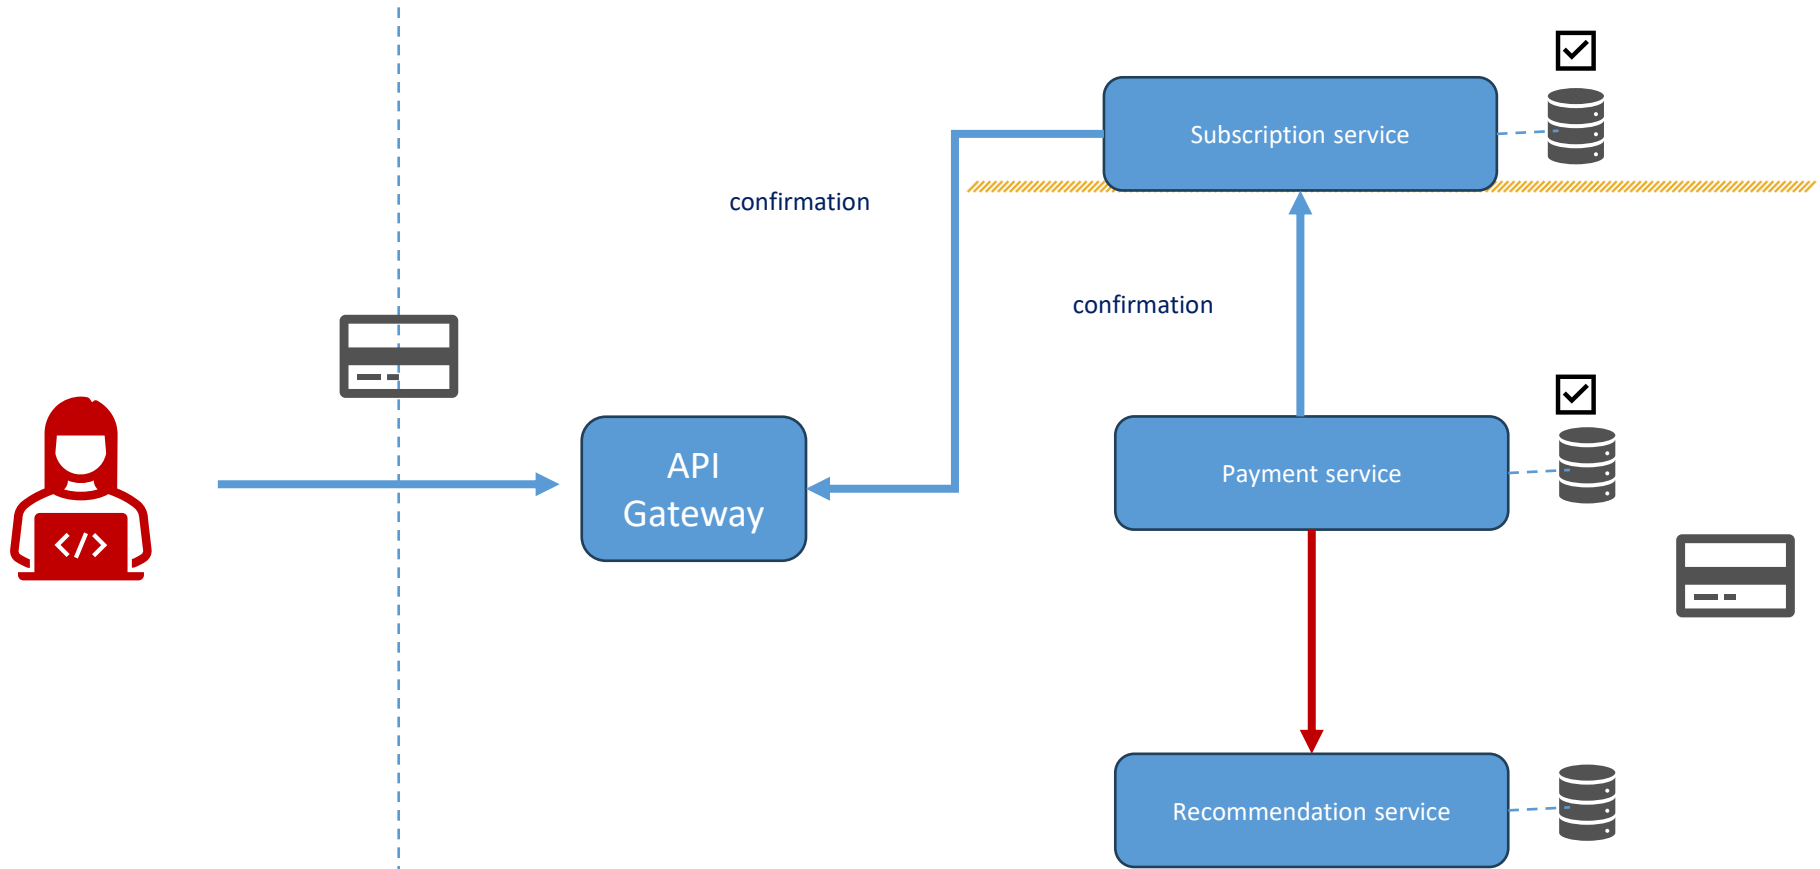 Subscription service
confirmation
confirmation
API
Gateway
Payment service
</>
Recommendation service